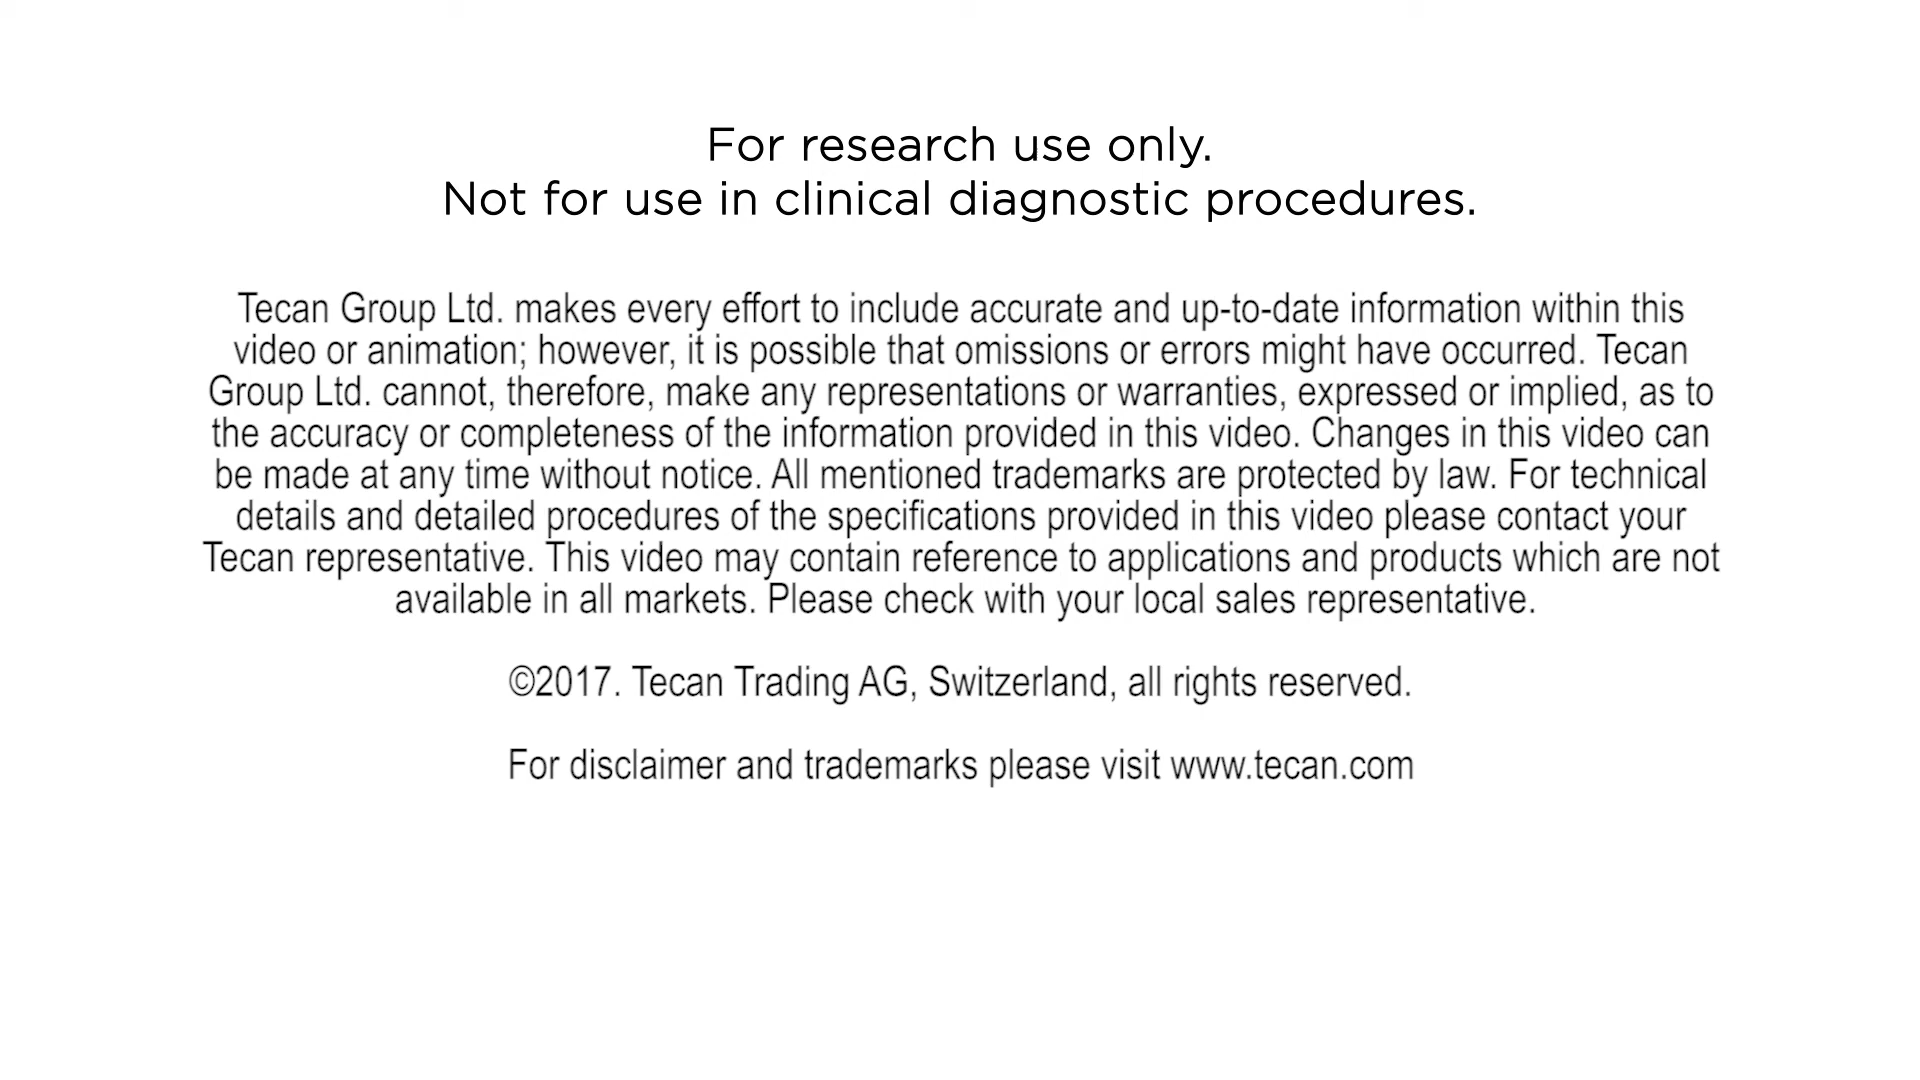 For research use only.
Not for use in clinical diagnostic procedures.
Tecan Group Ltd. makes every effort to include accurate and up-to-date information within this
video or animation; however, it is possible that omissions or errors might have occurred. Tecan
Group Ltd. cannot, therefore, make any representations or warranties, expressed or implied, as to
the accuracy or completeness of the information provided in this video. Changes in this video can
be made at any time without notice. All mentioned trademarks are protected by law. For technical
details and detailed procedures of the specifications provided in this video please contact your
Tecan representative. This video may contain reference to applications and products which are not
available in all markets. Please check with your local sales representative.
©2017. Tecan Trading AG, Switzerland, all rights reserved.
For disclaimer and trademarks please visit www.tecan.com